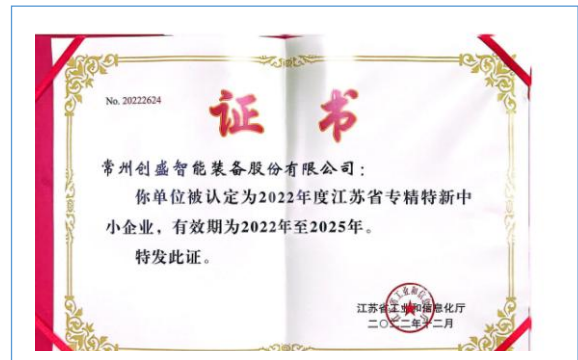 No. 20222624
证书
常州创盛智能装备股份有限公司：
你单位被认定为2022年度江苏省专精特新中
小企业，有效期为2022年至2025年。
特发此证。
江苏省工业和信息化厅
二〇二二年十二月